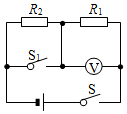 R₂ R₁
S₁ V
S